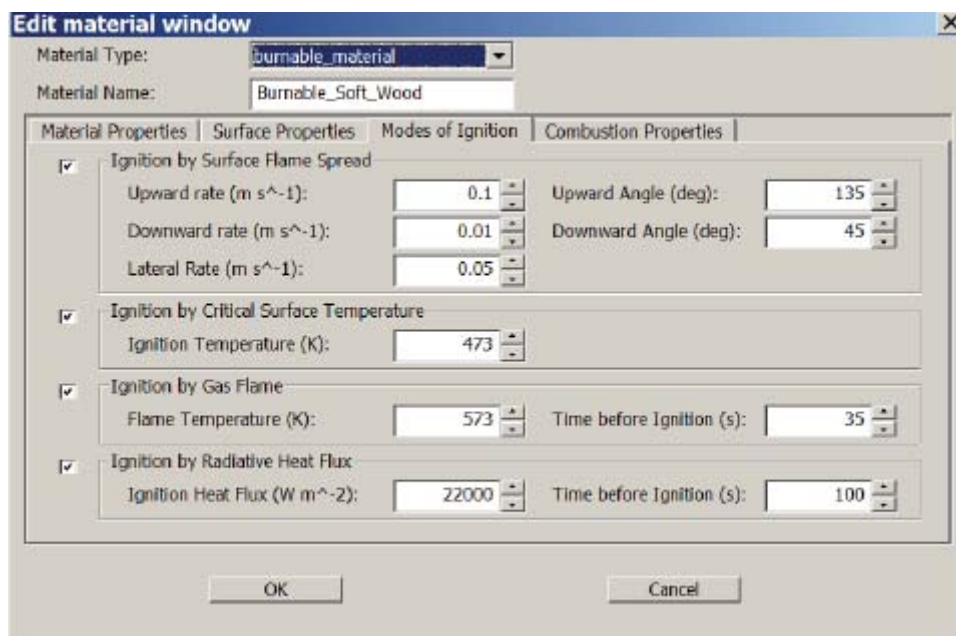 Edit material window
Material Type: burnable_material
Material Name: Burnable_Soft_Wood
Material Properties Surface Properties Modes of Ignition Combustion Properties
Ignition by Surface Flame Spread
Upward rate (m s^-1): 0.1 Upward Angle (deg): 135
Downward rate (m s^-1): 0.01 Downward Angle (deg): 45
Lateral Rate (m s^-1): 0.05
Ignition by Critical Surface Temperature
Ignition Temperature (K): 473
Ignition by Gas Flame
Flame Temperature (K): 573 Time before Ignition (s): 35
Ignition by Radiative Heat Flux
Ignition Heat Flux (W m^-2): 22000 Time before Ignition (s): 100
OK Cancel